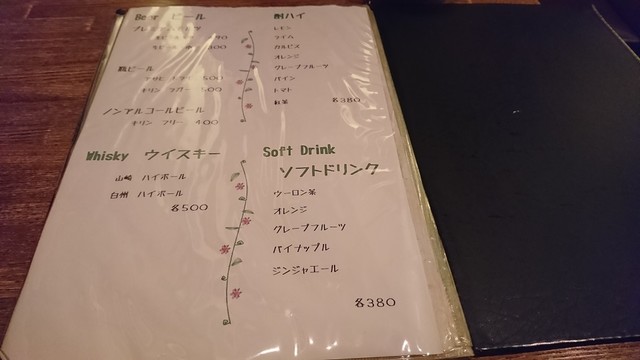 Beer ビール
瓶ビール
キリン ラガー 500
ノンアルコールビール
キリン フリー 400
Whisky ウイスキー
山崎 ハイボール
白州 ハイボール
各500
酎ハイ
レモン
ライム
カルピス
オレンジ
グレープフルーツ
パイン
トマト
紅茶
各380
Soft Drink
ソフトドリンク
ウーロン茶
オレンジ
グレープフルーツ
パイナップル
ジンジャエール
各380